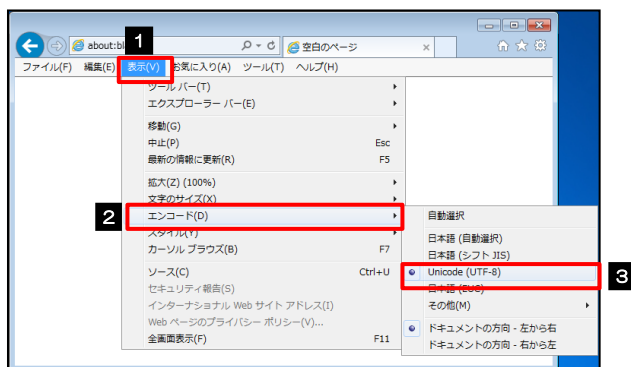 1
about:bl
空白のページ
ファイル(F) 編集(E) 表示(V) お気に入り(A) ツール(T) ヘルプ(H)
ツール バー(T)
エクスプローラー バー(E)
移動(G)
中止(P) Esc
最新の情報に更新(R) F5
拡大(Z) (100%)
文字のサイズ(X)
2
エンコード(D)
自動選択
スタイル(Y)
日本語 (自動選択)
カーソル ブラウズ(B) F7
日本語 (シフト JIS)
ソース(C) Ctrl+U
Unicode (UTF-8)
3
セキュリティ報告(S)
日本語 (EUC)
インターナショナル Web サイト アドレス(I)
その他(M)
Web ページのプライバシー ポリシー(V)...
ドキュメントの方向 - 左から右
全画面表示(F) F11
ドキュメントの方向 - 右から左